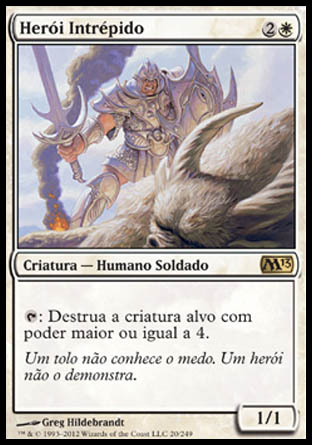 Herói Intrépido 2
Criatura — Humano Soldado M13
: Destrua a criatura alvo com
poder maior ou igual a 4.
Um tolo não conhece o medo. Um herói
não o demonstra.
Greg Hildebrandt
™ & © 1993–2012 Wizards of the Coast LLC 20/249
1/1